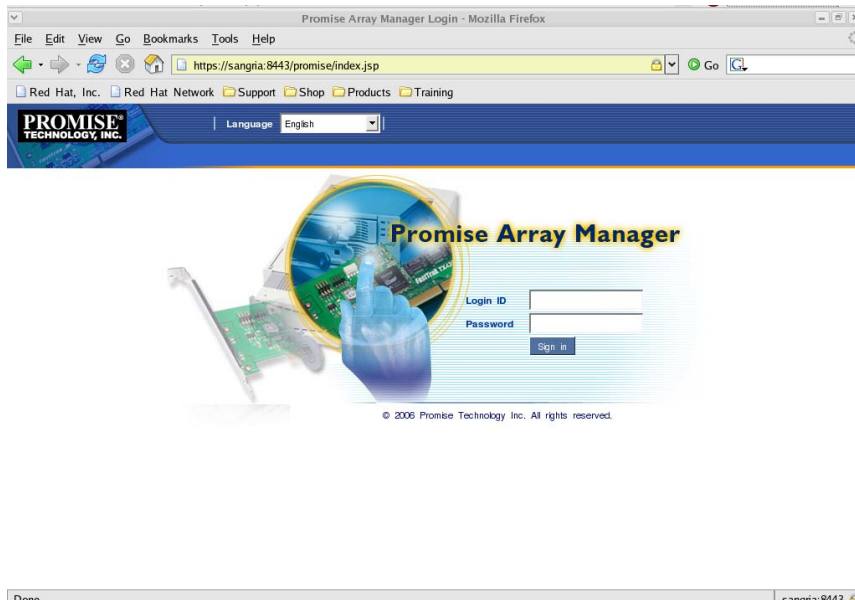 Promise Array Manager Login - Mozilla Firefox
File Edit View Go Bookmarks Tools Help
https://sangria:8443/promise/index.jsp Go G
Red Hat, Inc. Red Hat Network Support Shop Products Training
PROMISE®
TECHNOLOGY, INC.
Language English
Promise Array Manager
FastTrak
Login ID
Password
Sign in
© 2006 Promise Technology Inc. All rights reserved.
Done sangria:8443